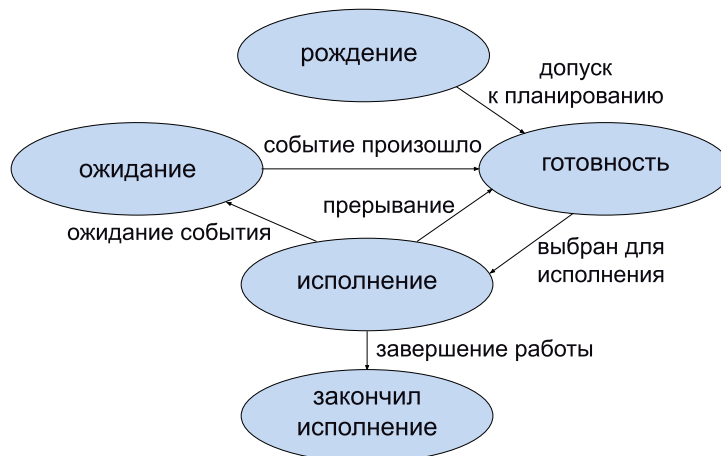 рождение
допуск
к планированию
ожидание
событие произошло
готовность
прерывание
ожидание события
выбран для
исполнения
исполнение
завершение работы
закончил
исполнение